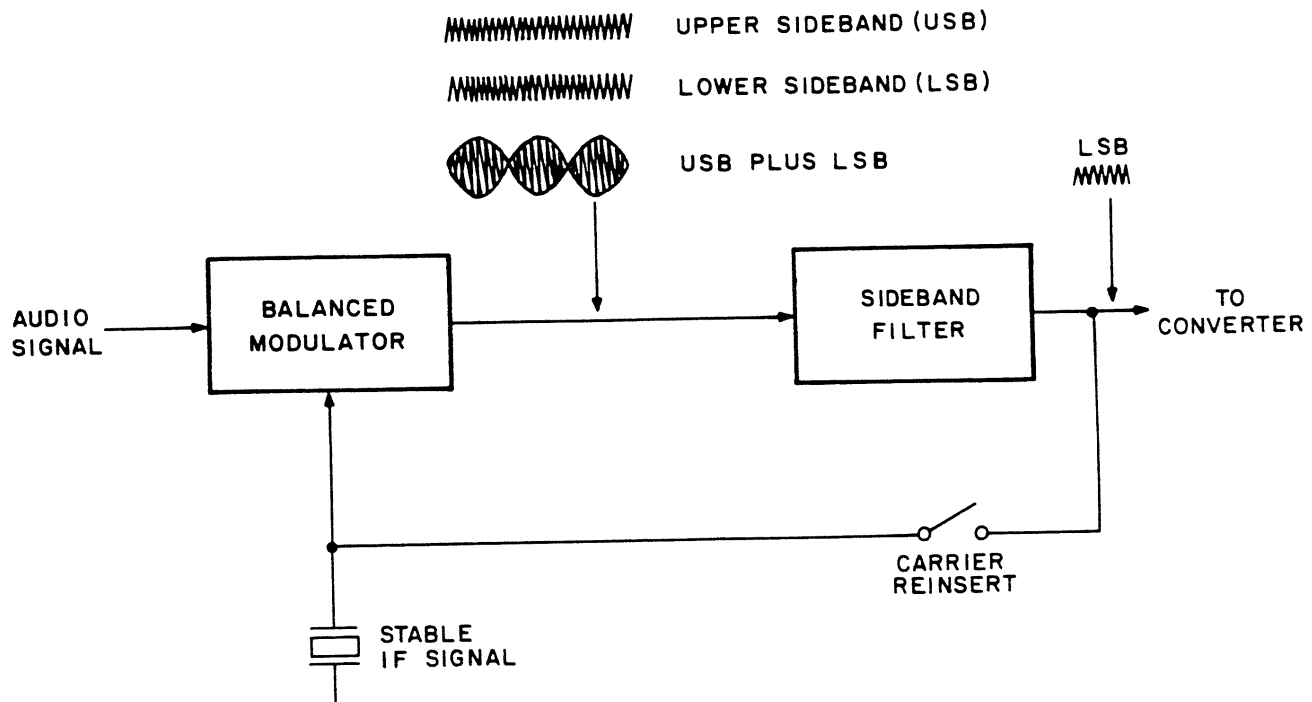 UPPER SIDEBAND (USB)
LOWER SIDEBAND (LSB)
USB PLUS LSB
LSB
AUDIO
SIGNAL
BALANCED
MODULATOR
SIDEBAND
FILTER
TO
CONVERTER
CARRIER
REINSERT
STABLE
IF SIGNAL